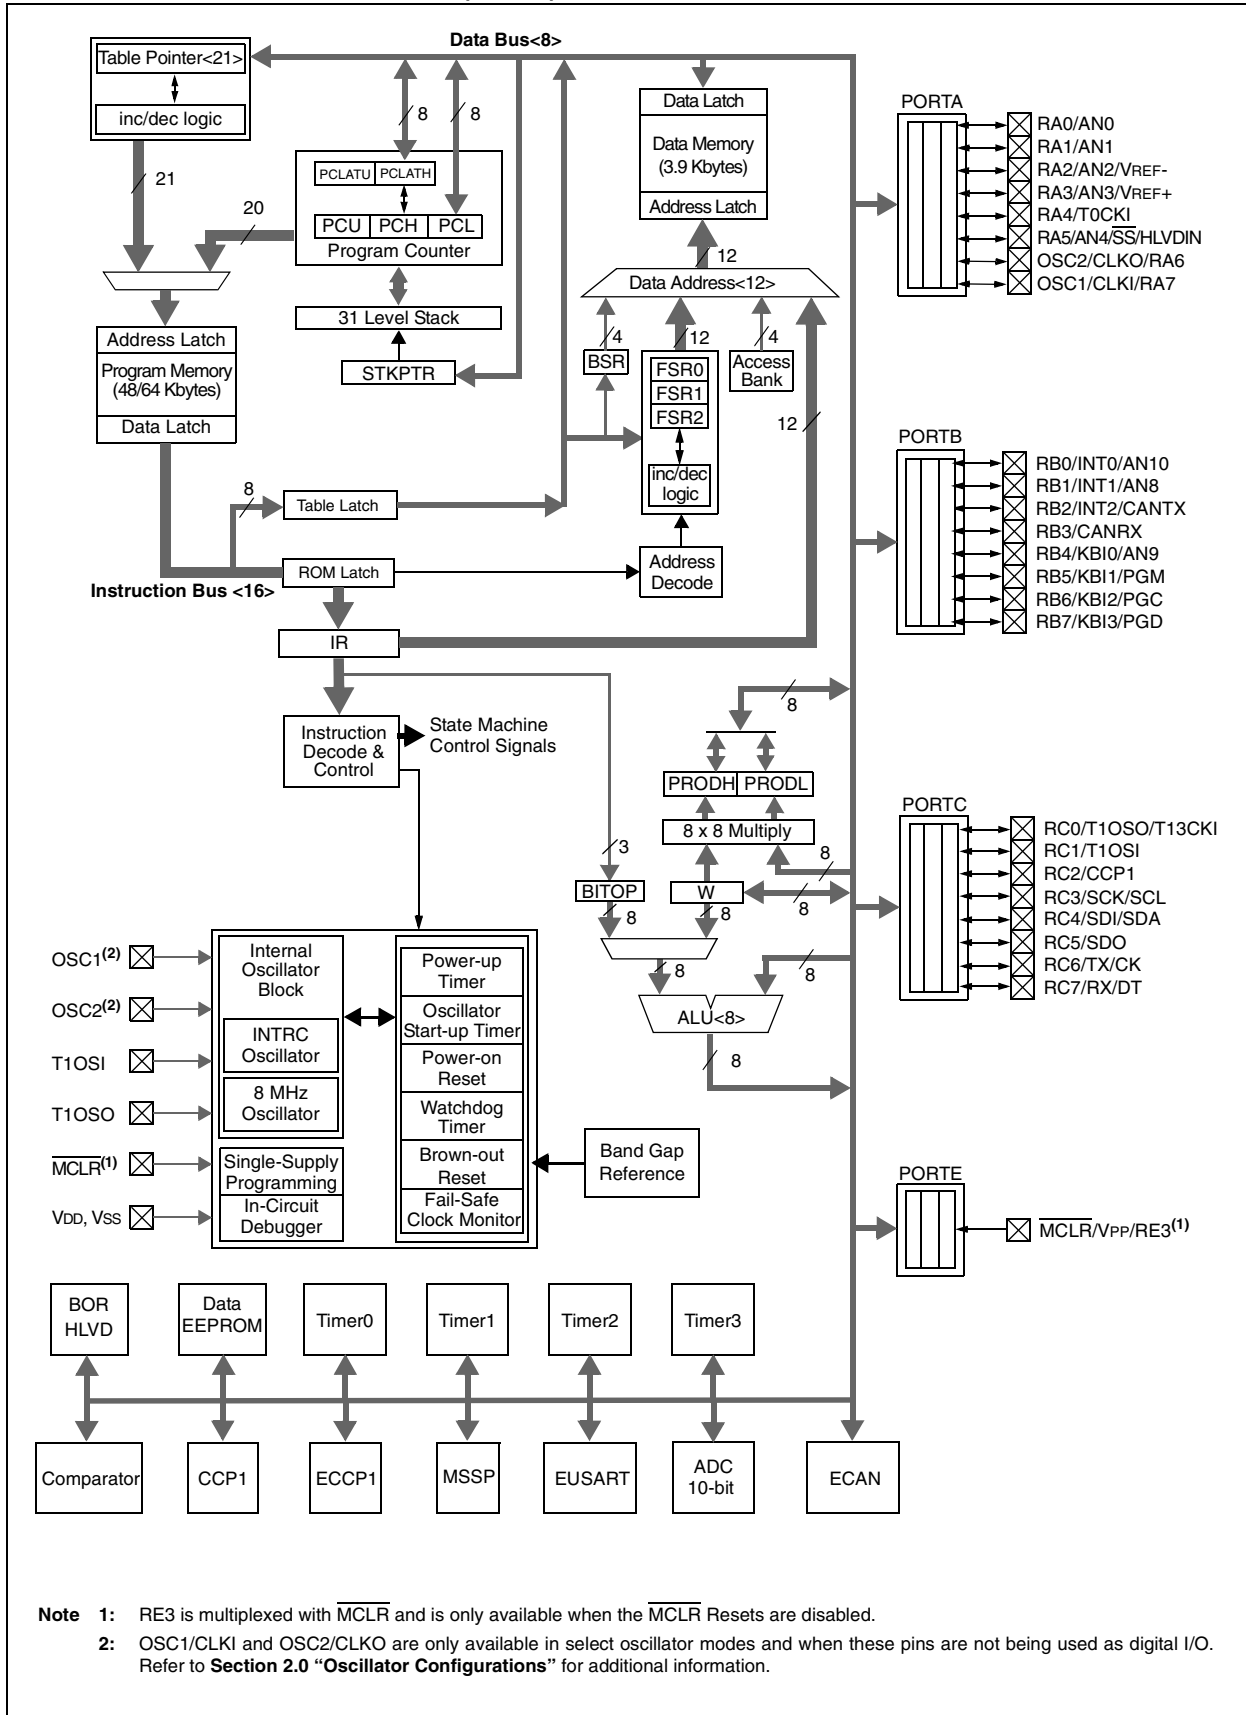 Data Bus<8>
Table Pointer<21>
inc/dec logic
21
20
8
8
PCLATU PCLATH
PCU PCH PCL
Program Counter
31 Level Stack
STKPTR
Address Latch
Program Memory
(48/64 Kbytes)
Data Latch
Data Latch
Data Memory
(3.9 Kbytes)
Address Latch
12
Data Address<12>
4
12
4
BSR
FSR0
FSR1
FSR2
inc/dec
logic
Access
Bank
12
8
Table Latch
ROM Latch
Instruction Bus <16>
Address
Decode
IR
Instruction
Decode &
Control
State Machine
Control Signals
8
PRODH PRODL
8 x 8 Multiply
3
8
BITOP
W
8
8
8
8
8
ALU<8>
8
OSC1(2)
OSC2(2)
T1OSI
T1OSO
MCLR(1)
VDD, VSS
Internal
Oscillator
Block
INTRC
Oscillator
8 MHz
Oscillator
Single-Supply
Programming
In-Circuit
Debugger
Power-up
Timer
Oscillator
Start-up Timer
Power-on
Reset
Watchdog
Timer
Brown-out
Reset
Fail-Safe
Clock Monitor
Band Gap
Reference
PORTA
RA0/AN0
RA1/AN1
RA2/AN2/VREF-
RA3/AN3/VREF+
RA4/T0CKI
RA5/AN4/SS/HLVDIN
OSC2/CLKO/RA6
OSC1/CLKI/RA7
PORTB
RB0/INT0/AN10
RB1/INT1/AN8
RB2/INT2/CANTX
RB3/CANRX
RB4/KBI0/AN9
RB5/KBI1/PGM
RB6/KBI2/PGC
RB7/KBI3/PGD
PORTC
RC0/T1OSO/T13CKI
RC1/T1OSI
RC2/CCP1
RC3/SCK/SCL
RC4/SDI/SDA
RC5/SDO
RC6/TX/CK
RC7/RX/DT
PORTE
MCLR/VPP/RE3(1)
BOR
HLVD
Data
EEPROM
Timer0
Timer1
Timer2
Timer3
Comparator
CCP1
ECCP1
MSSP
EUSART
ADC
10-bit
ECAN
Note 1: RE3 is multiplexed with MCLR and is only available when the MCLR Resets are disabled.
2: OSC1/CLKI and OSC2/CLKO are only available in select oscillator modes and when these pins are not being used as digital I/O.
Refer to Section 2.0 “Oscillator Configurations” for additional information.